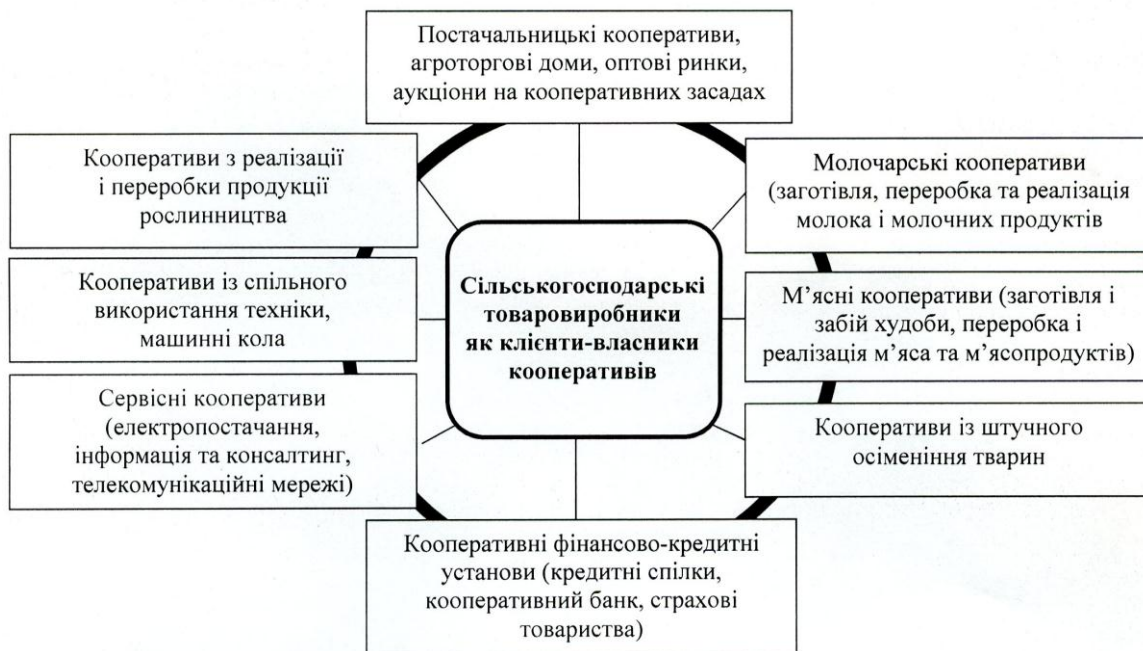 Постачальницькі кооперативи,
агроторгові доми, оптові ринки,
аукціони на кооперативних засадах
Кооперативи з реалізації
і переробки продукції
рослинництва
Молочарські кооперативи
(заготівля, переробка та реалізація
молока і молочних продуктів
Сільськогосподарські
товаровиробники
як клієнти-власники
кооперативів
Кооперативи із спільного
використання техніки,
машинні кола
М’ясні кооперативи (заготівля і
забій худоби, переробка і
реалізація м’яса та м’ясопродуктів)
Сервісні кооперативи
(електропостачання,
інформація та консалтинг,
телекомунікаційні мережі)
Кооперативи із штучного
осіменіння тварин
Кооперативні фінансово-кредитні
установи (кредитні спілки,
кооперативний банк, страхові
товариства)